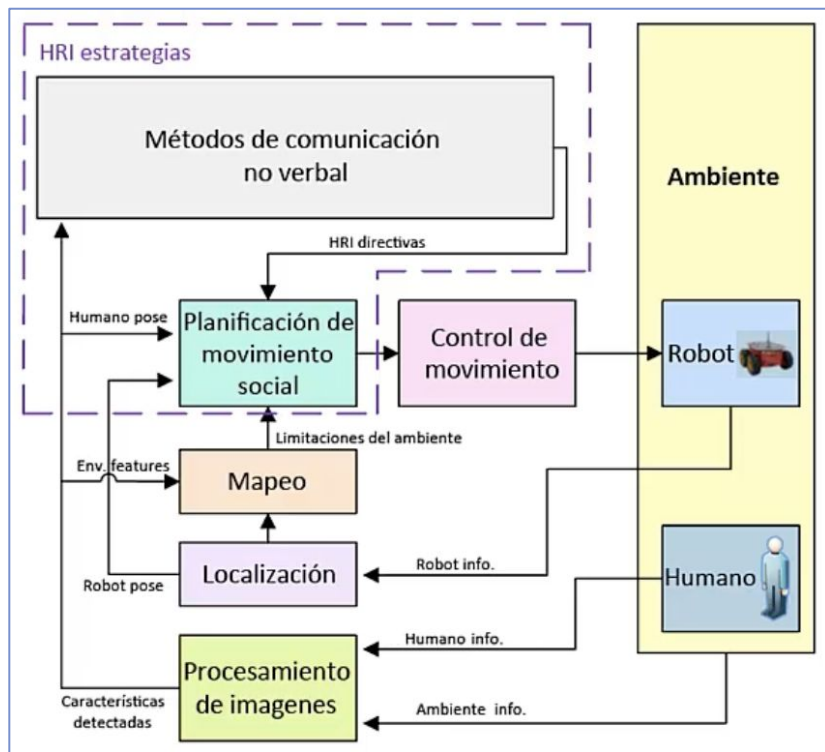 HRI estrategias
Métodos de comunicación
no verbal
Ambiente
HRI directivas
Humano pose
Planificación de
movimiento
social
Control de
movimiento
Robot
Limitaciones del ambiente
Env. features
Mapeo
Localización
Robot info.
Robot pose
Humano
Humano info.
Procesamiento
de imagenes
Características
detectadas
Ambiente info.